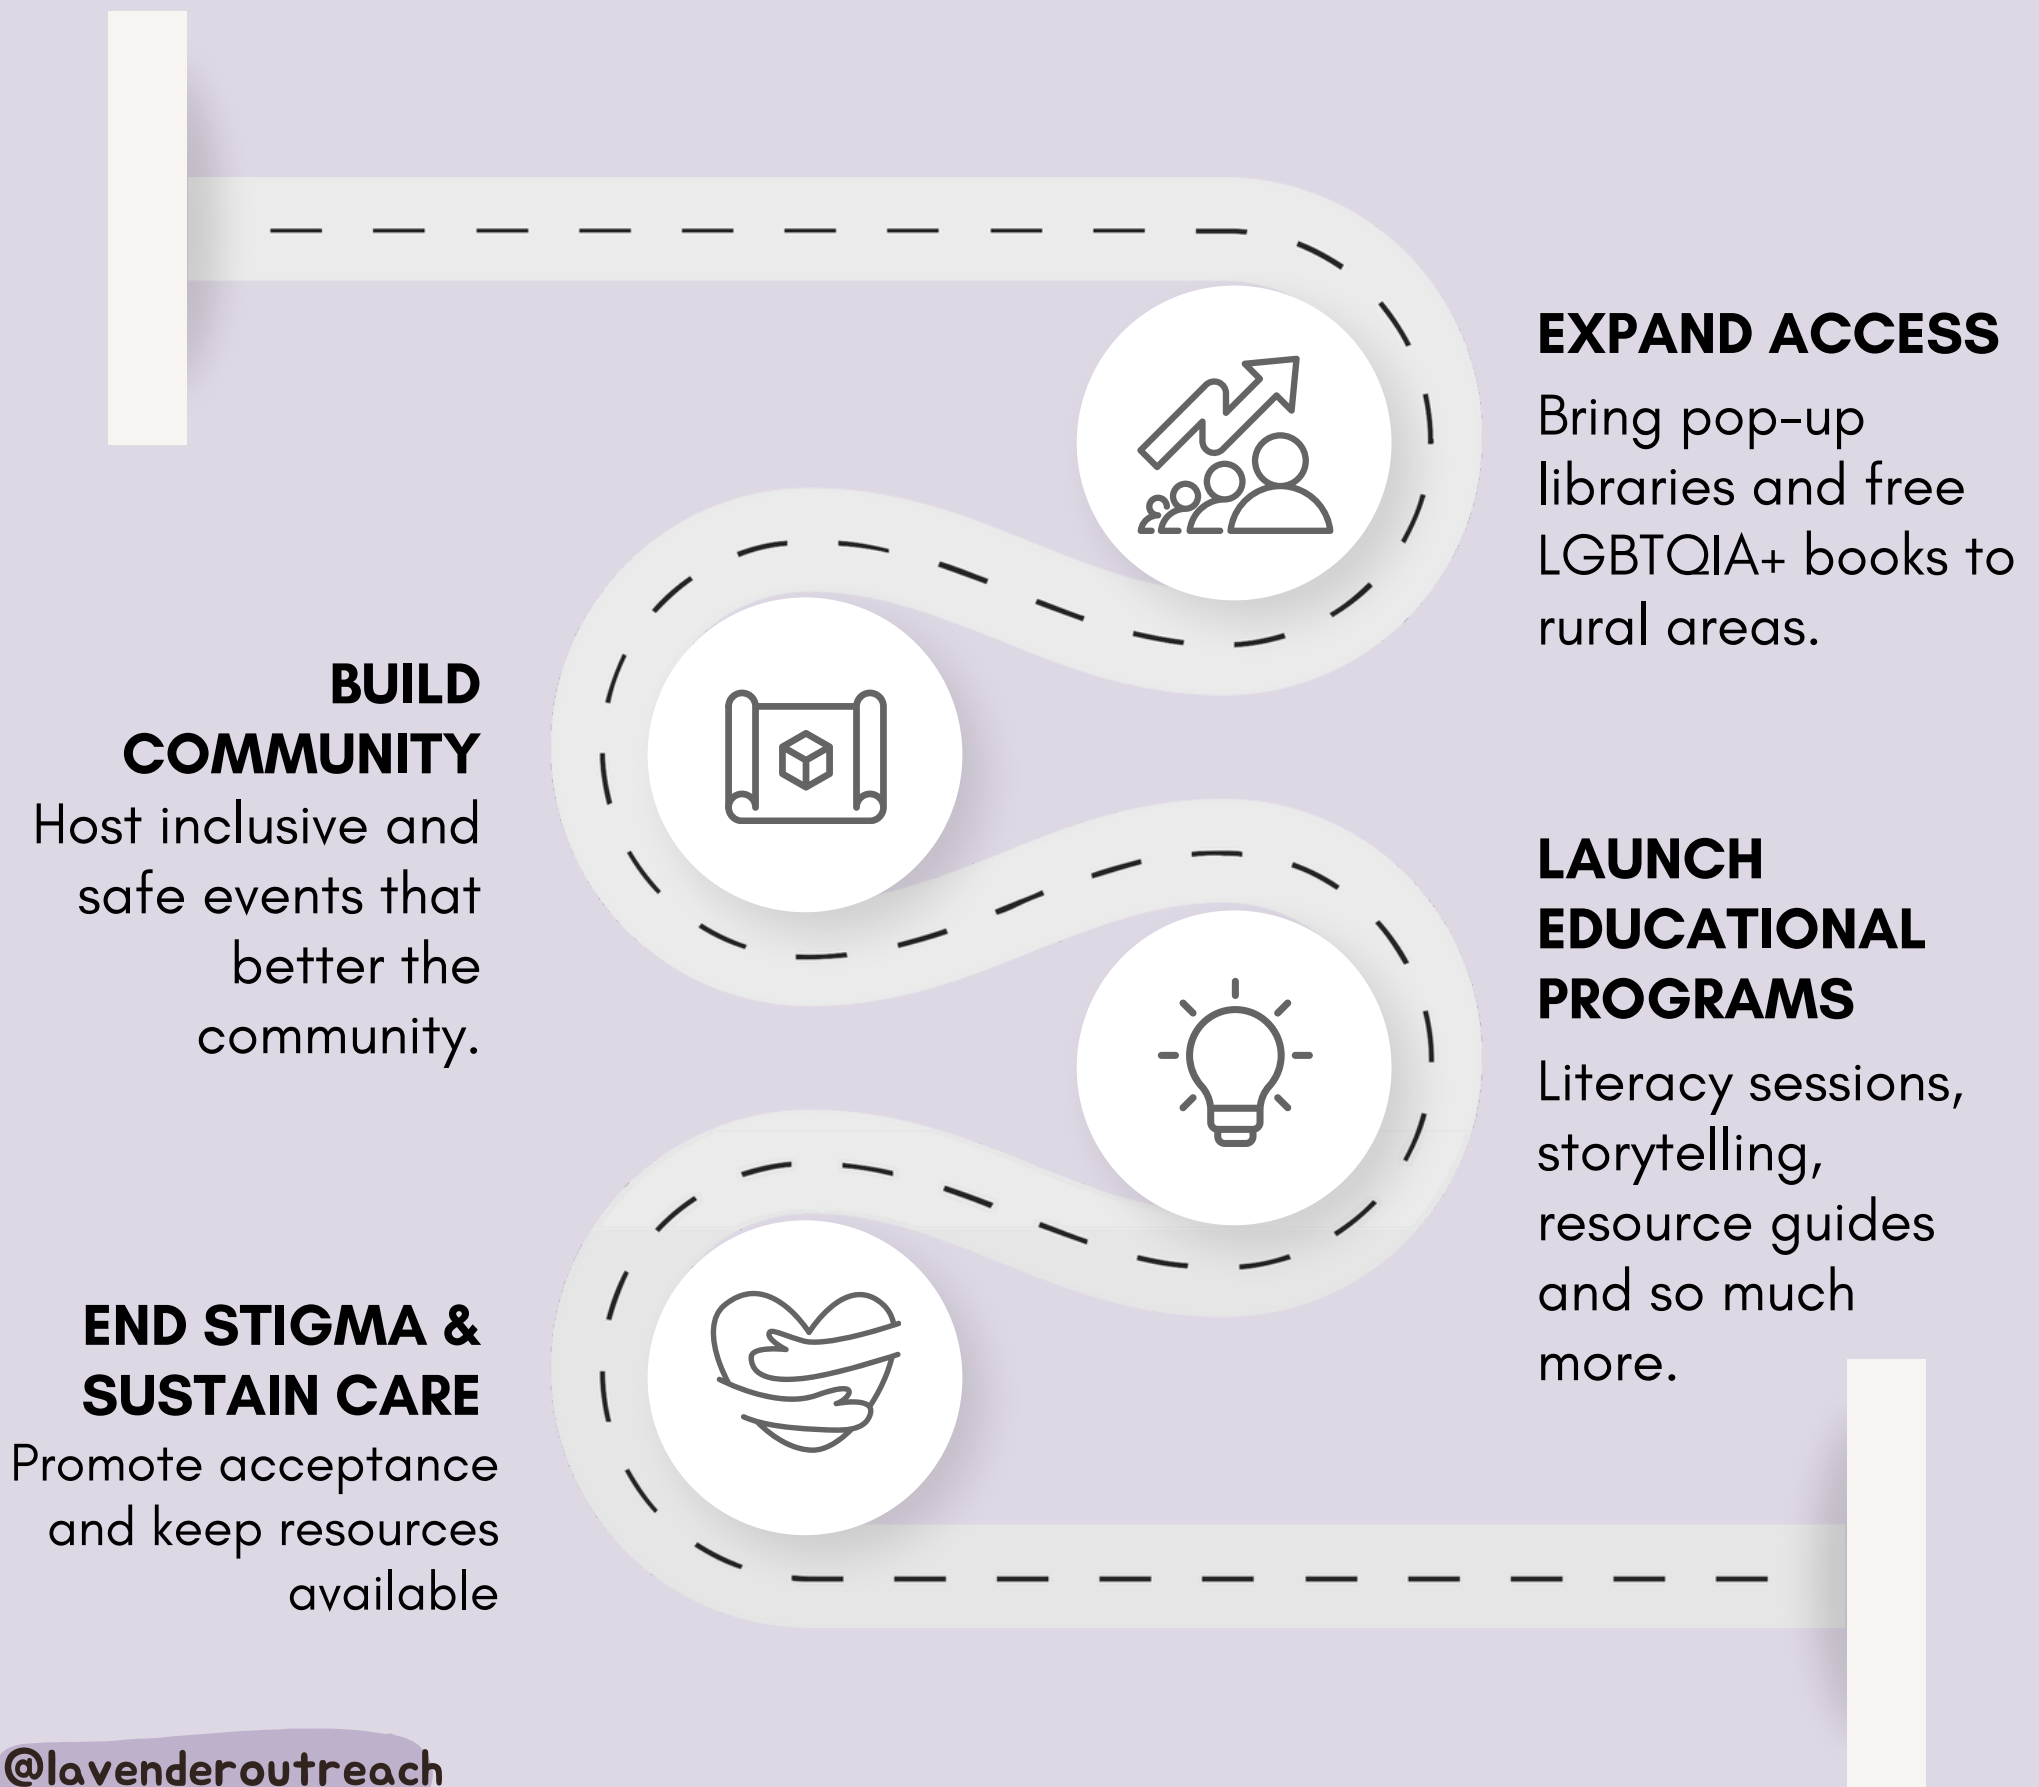 EXPAND ACCESS
Bring pop-up
libraries and free
LGBTQIA+ books to
rural areas.
BUILD
COMMUNITY
Host inclusive and
safe events that
better the
community.
LAUNCH
EDUCATIONAL
PROGRAMS
Literacy sessions,
storytelling,
resource guides
and so much
more.
END STIGMA &
SUSTAIN CARE
Promote acceptance
and keep resources
available
@lavenderoutreach